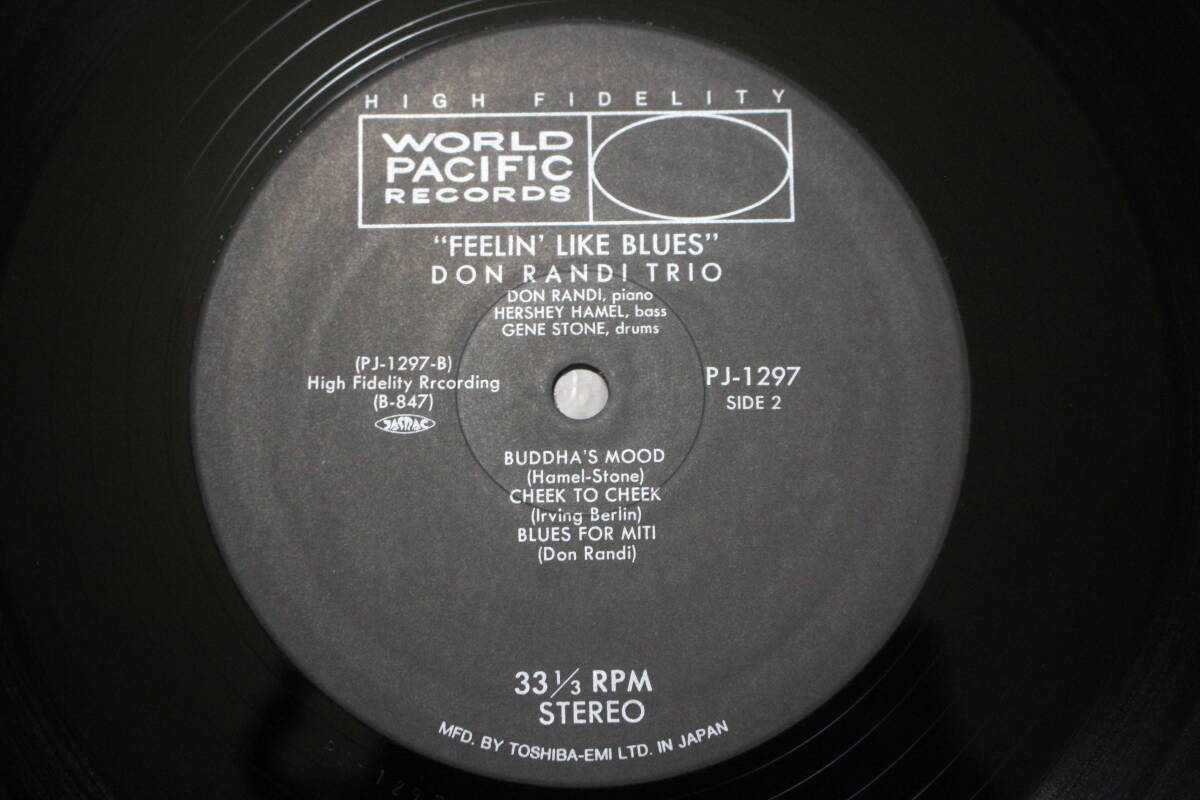 HIGH FIDELITY
WORLD
PACIFIC
RECORDS
"FEELIN' LIKE BLUES"
DON RANDI TRIO
DON RANDI, piano
HERSHEY HAMEL, bass
GENE STONE, drums
(PJ-1297-B)
High Fidelity Rrcording
(B-847)
JASRAC
PJ-1297
SIDE 2
BUDDHA'S MOOD
(Hamel-Stone)
CHEEK TO CHEEK
(Irving Berlin)
BLUES FOR MITI
(Don Randi)
33 1/3 RPM
STEREO
MFD. BY TOSHIBA-EMI LTD. IN JAPAN